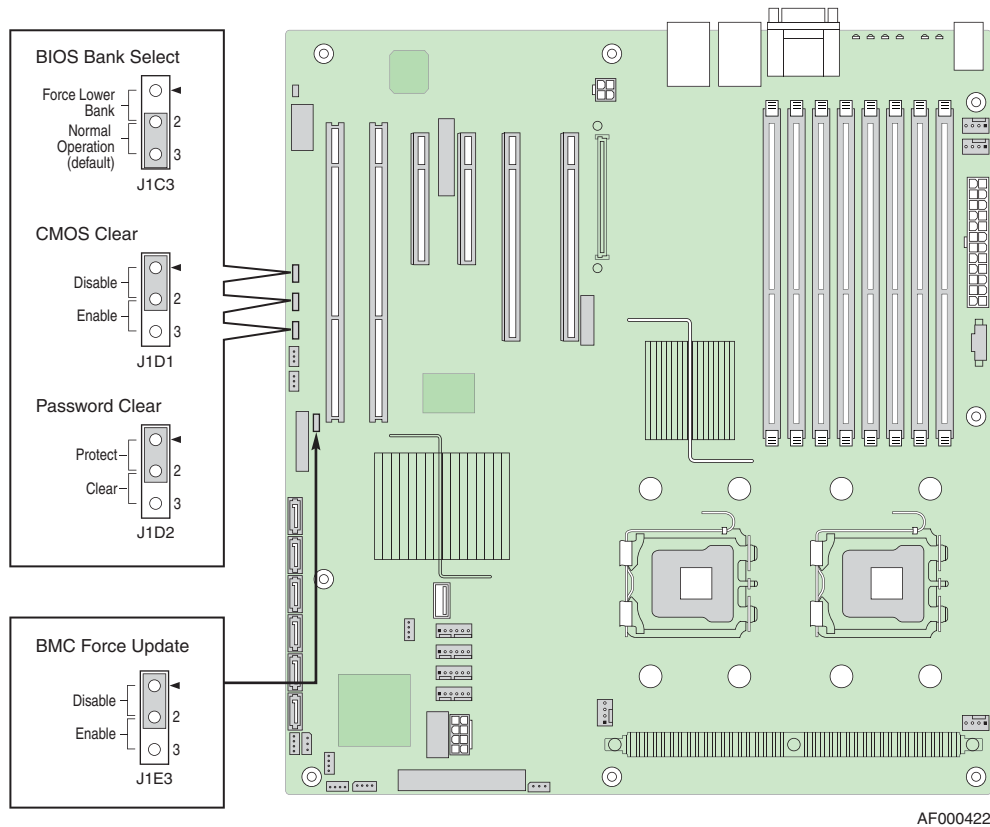 BIOS Bank Select
Force Lower
Bank
2
Normal
Operation
(default)
3
J1C3
CMOS Clear
Disable
2
Enable
3
J1D1
Password Clear
Protect
2
Clear
3
J1D2
BMC Force Update
Disable
2
Enable
3
J1E3
AF000422